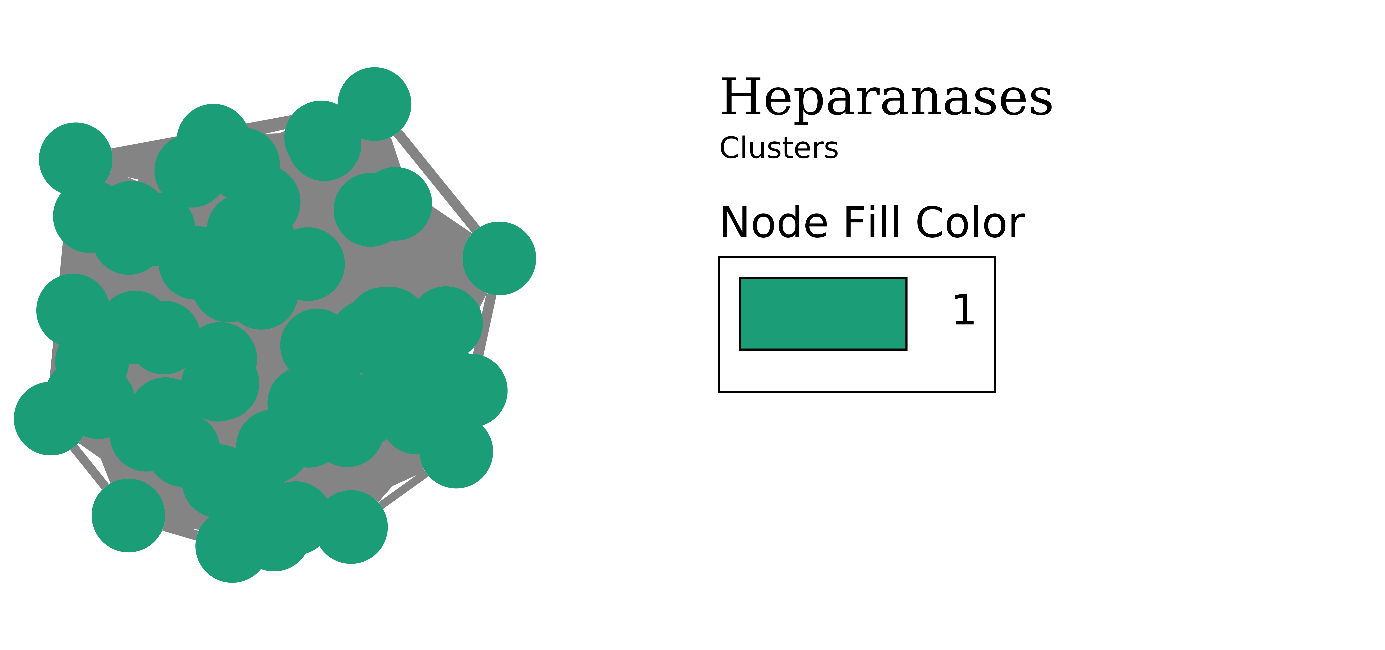 Heparanases
Clusters
Node Fill Color
1